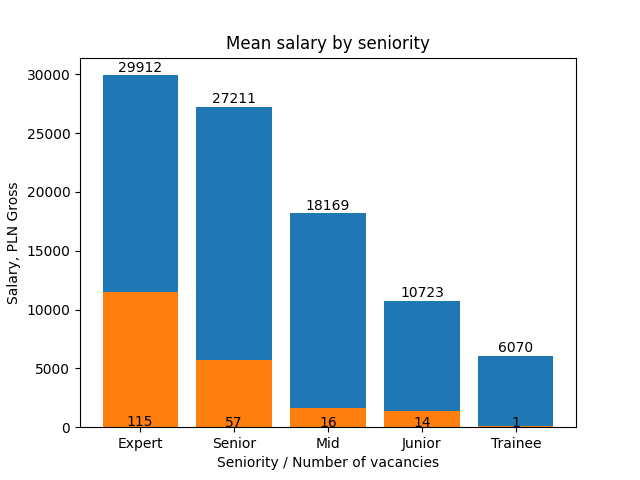 Mean salary by seniority
Salary, PLN Gross
30000
25000
20000
15000
10000
5000
0
29912
27211
18169
10723
6070
115
57
16
14
1
Expert
Senior
Mid
Junior
Trainee
Seniority / Number of vacancies